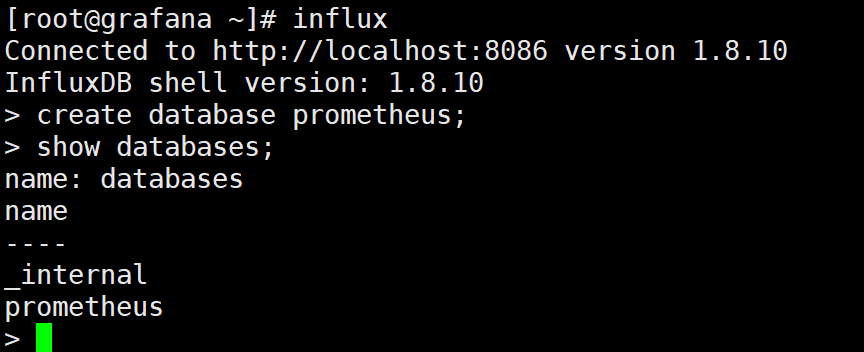 [root@grafana ~]# influx
Connected to http://localhost:8086 version 1.8.10
InfluxDB shell version: 1.8.10
> create database prometheus;
> show databases;
name: databases
name
----
_internal
prometheus
>